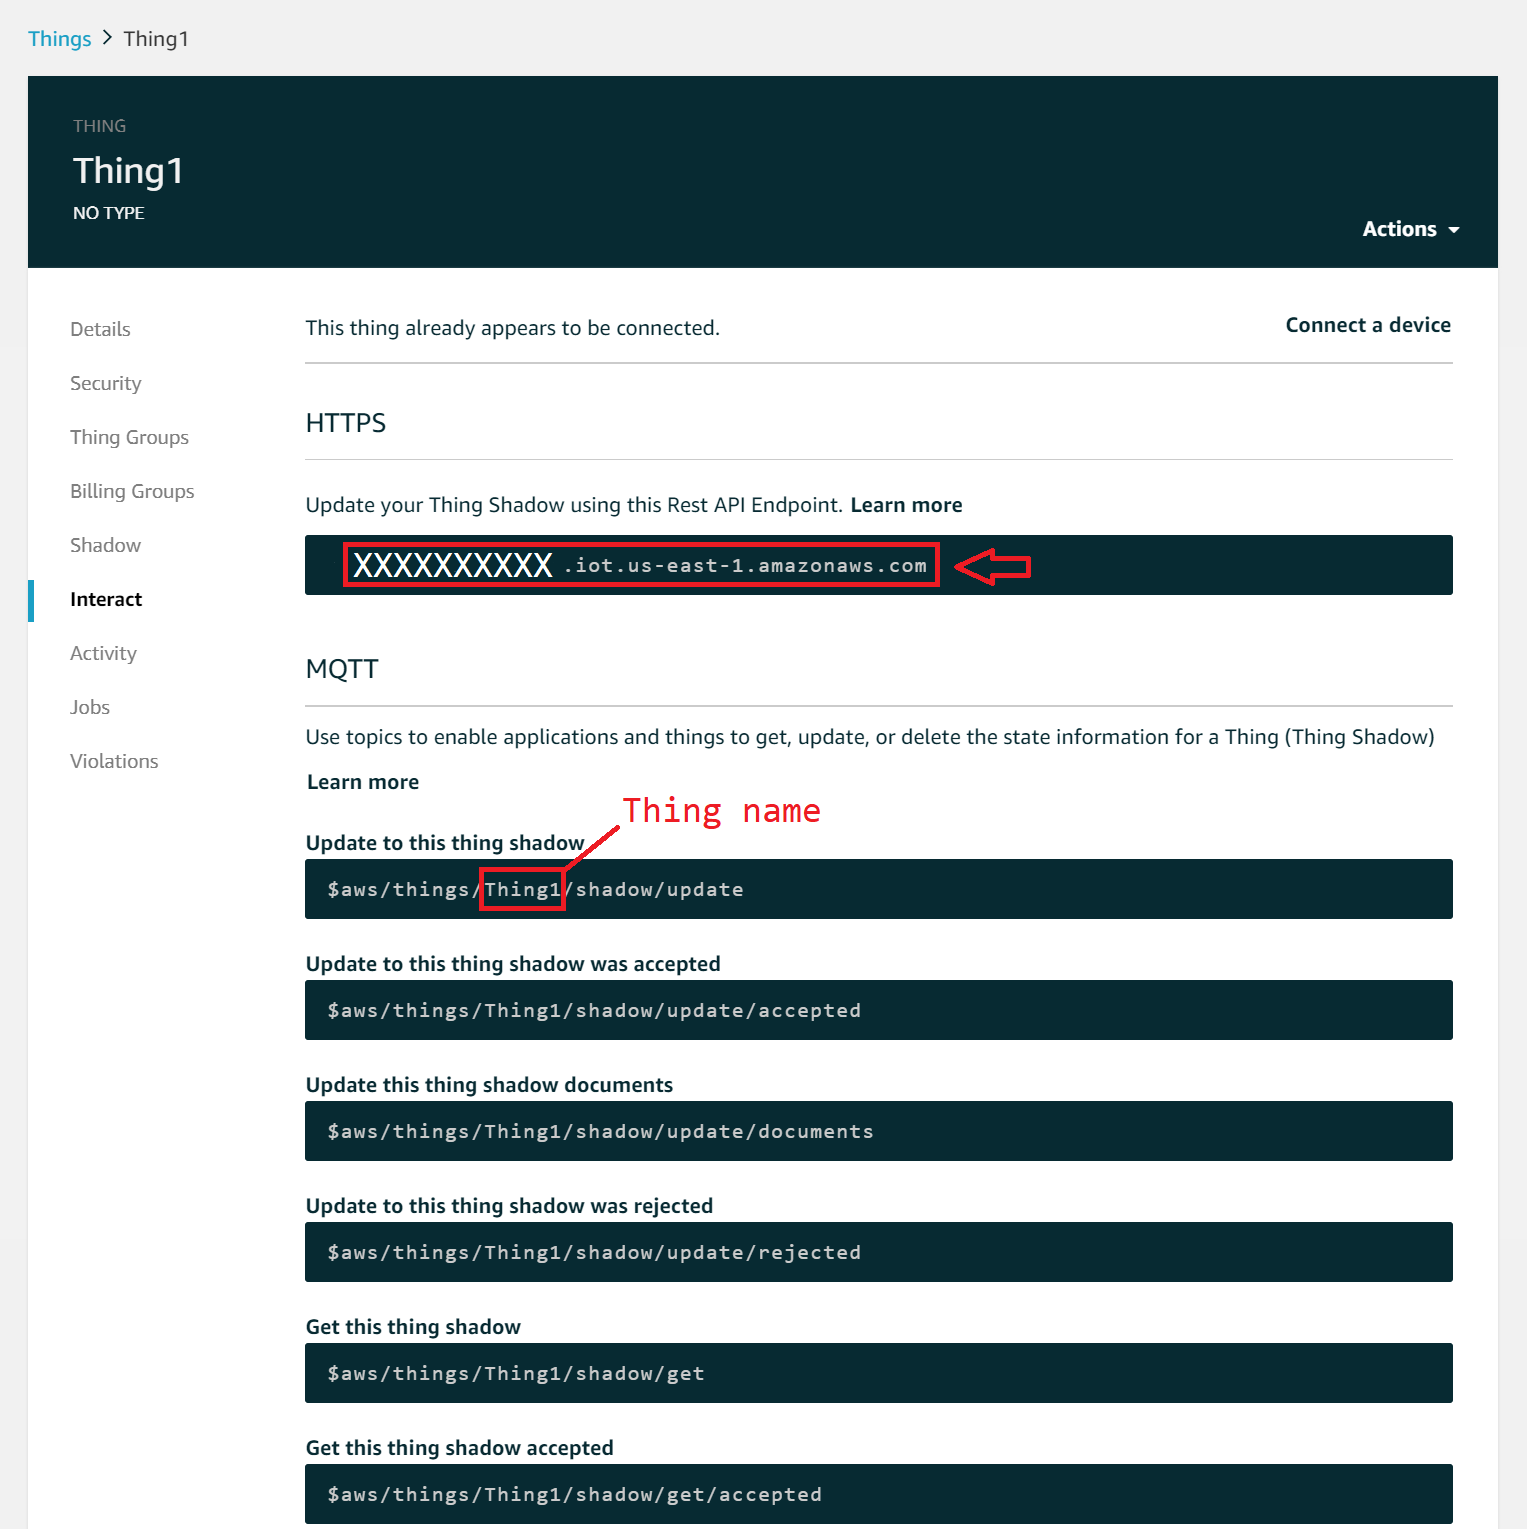 Things > Thing1
THING
Thing1
NO TYPE
Actions
Details
Security
Thing Groups
Billing Groups
Shadow
Interact
Activity
Jobs
Violations
This thing already appears to be connected.
Connect a device
HTTPS
Update your Thing Shadow using this Rest API Endpoint. Learn more
XXXXXXXXXX .iot.us-east-1.amazonaws.com
MQTT
Use topics to enable applications and things to get, update, or delete the state information for a Thing (Thing Shadow)
Learn more
Thing name
Update to this thing shadow
$aws/things/Thing1/shadow/update
Update to this thing shadow was accepted
$aws/things/Thing1/shadow/update/accepted
Update this thing shadow documents
$aws/things/Thing1/shadow/update/documents
Update to this thing shadow was rejected
$aws/things/Thing1/shadow/update/rejected
Get this thing shadow
$aws/things/Thing1/shadow/get
Get this thing shadow accepted
$aws/things/Thing1/shadow/get/accepted